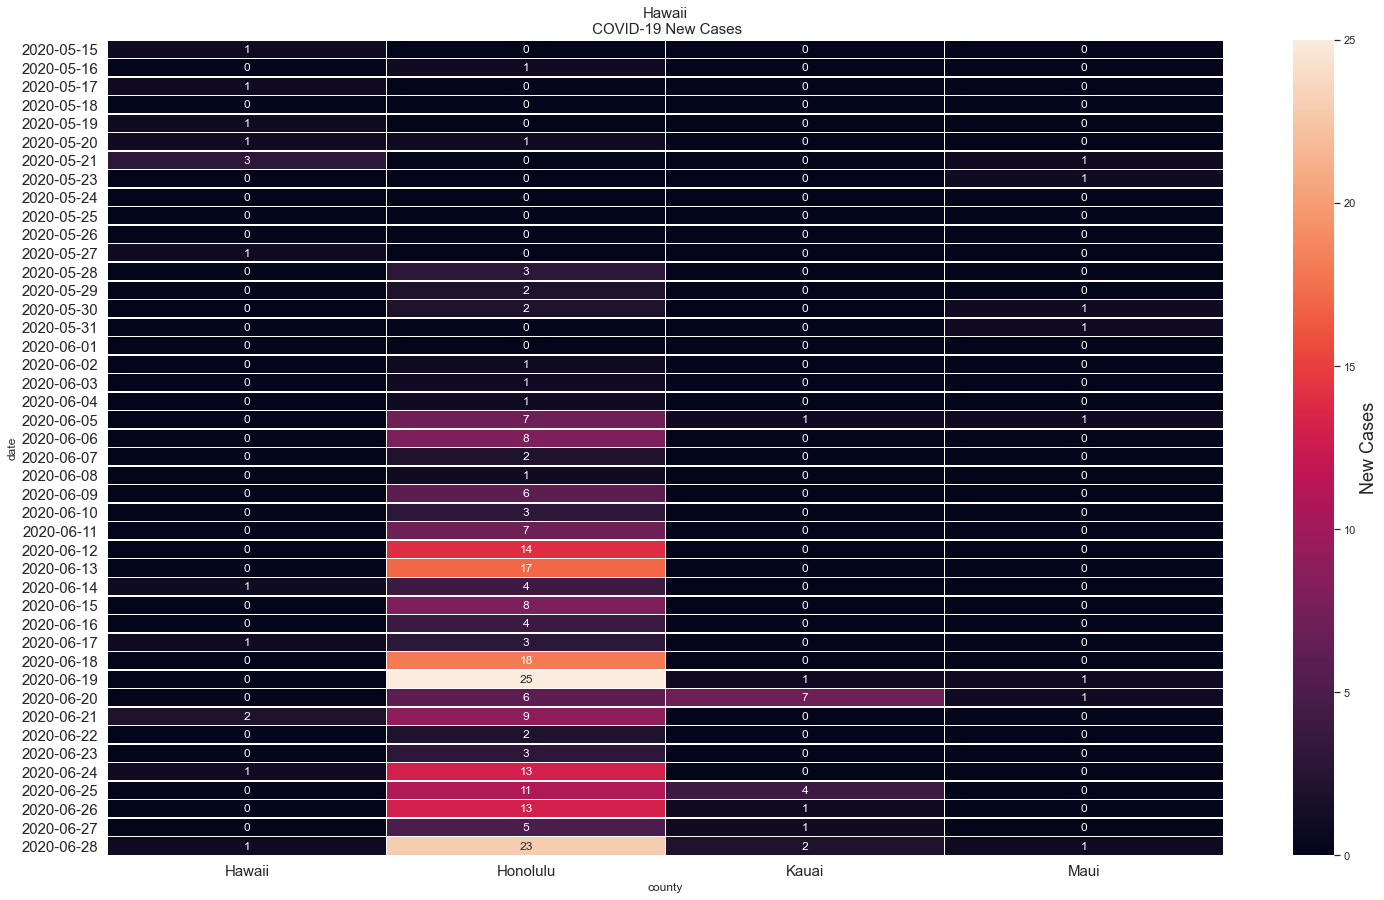 Hawaii
COVID-19 New Cases
2020-05-15 1 0 0 0
2020-05-16 0 1 0 0
2020-05-17 1 0 0 0
2020-05-18 0 0 0 0
2020-05-19 1 0 0 0
2020-05-20 1 1 0 0
2020-05-21 3 0 0 1
2020-05-23 0 0 0 1
2020-05-24 0 0 0 0
2020-05-25 0 0 0 0
2020-05-26 0 0 0 0
2020-05-27 1 0 0 0
2020-05-28 0 3 0 0
2020-05-29 0 2 0 0
2020-05-30 0 2 0 1
2020-05-31 0 0 0 1
2020-06-01 0 0 0 0
2020-06-02 0 1 0 0
2020-06-03 0 1 0 0
2020-06-04 0 1 0 0
2020-06-05 0 7 1 1
2020-06-06 0 8 0 0
2020-06-07 0 2 0 0
2020-06-08 0 1 0 0
2020-06-09 0 6 0 0
2020-06-10 0 3 0 0
2020-06-11 0 7 0 0
2020-06-12 0 14 0 0
2020-06-13 0 17 0 0
2020-06-14 1 4 0 0
2020-06-15 0 8 0 0
2020-06-16 0 4 0 0
2020-06-17 1 3 0 0
2020-06-18 0 18 0 0
2020-06-19 0 25 1 1
2020-06-20 0 6 7 1
2020-06-21 2 9 0 0
2020-06-22 0 2 0 0
2020-06-23 0 3 0 0
2020-06-24 1 13 0 0
2020-06-25 0 11 4 0
2020-06-26 0 13 1 0
2020-06-27 0 5 1 0
2020-06-28 1 23 2 1
Hawaii Honolulu Kauai Maui
county
date
25
20
15
10
5
0
New Cases